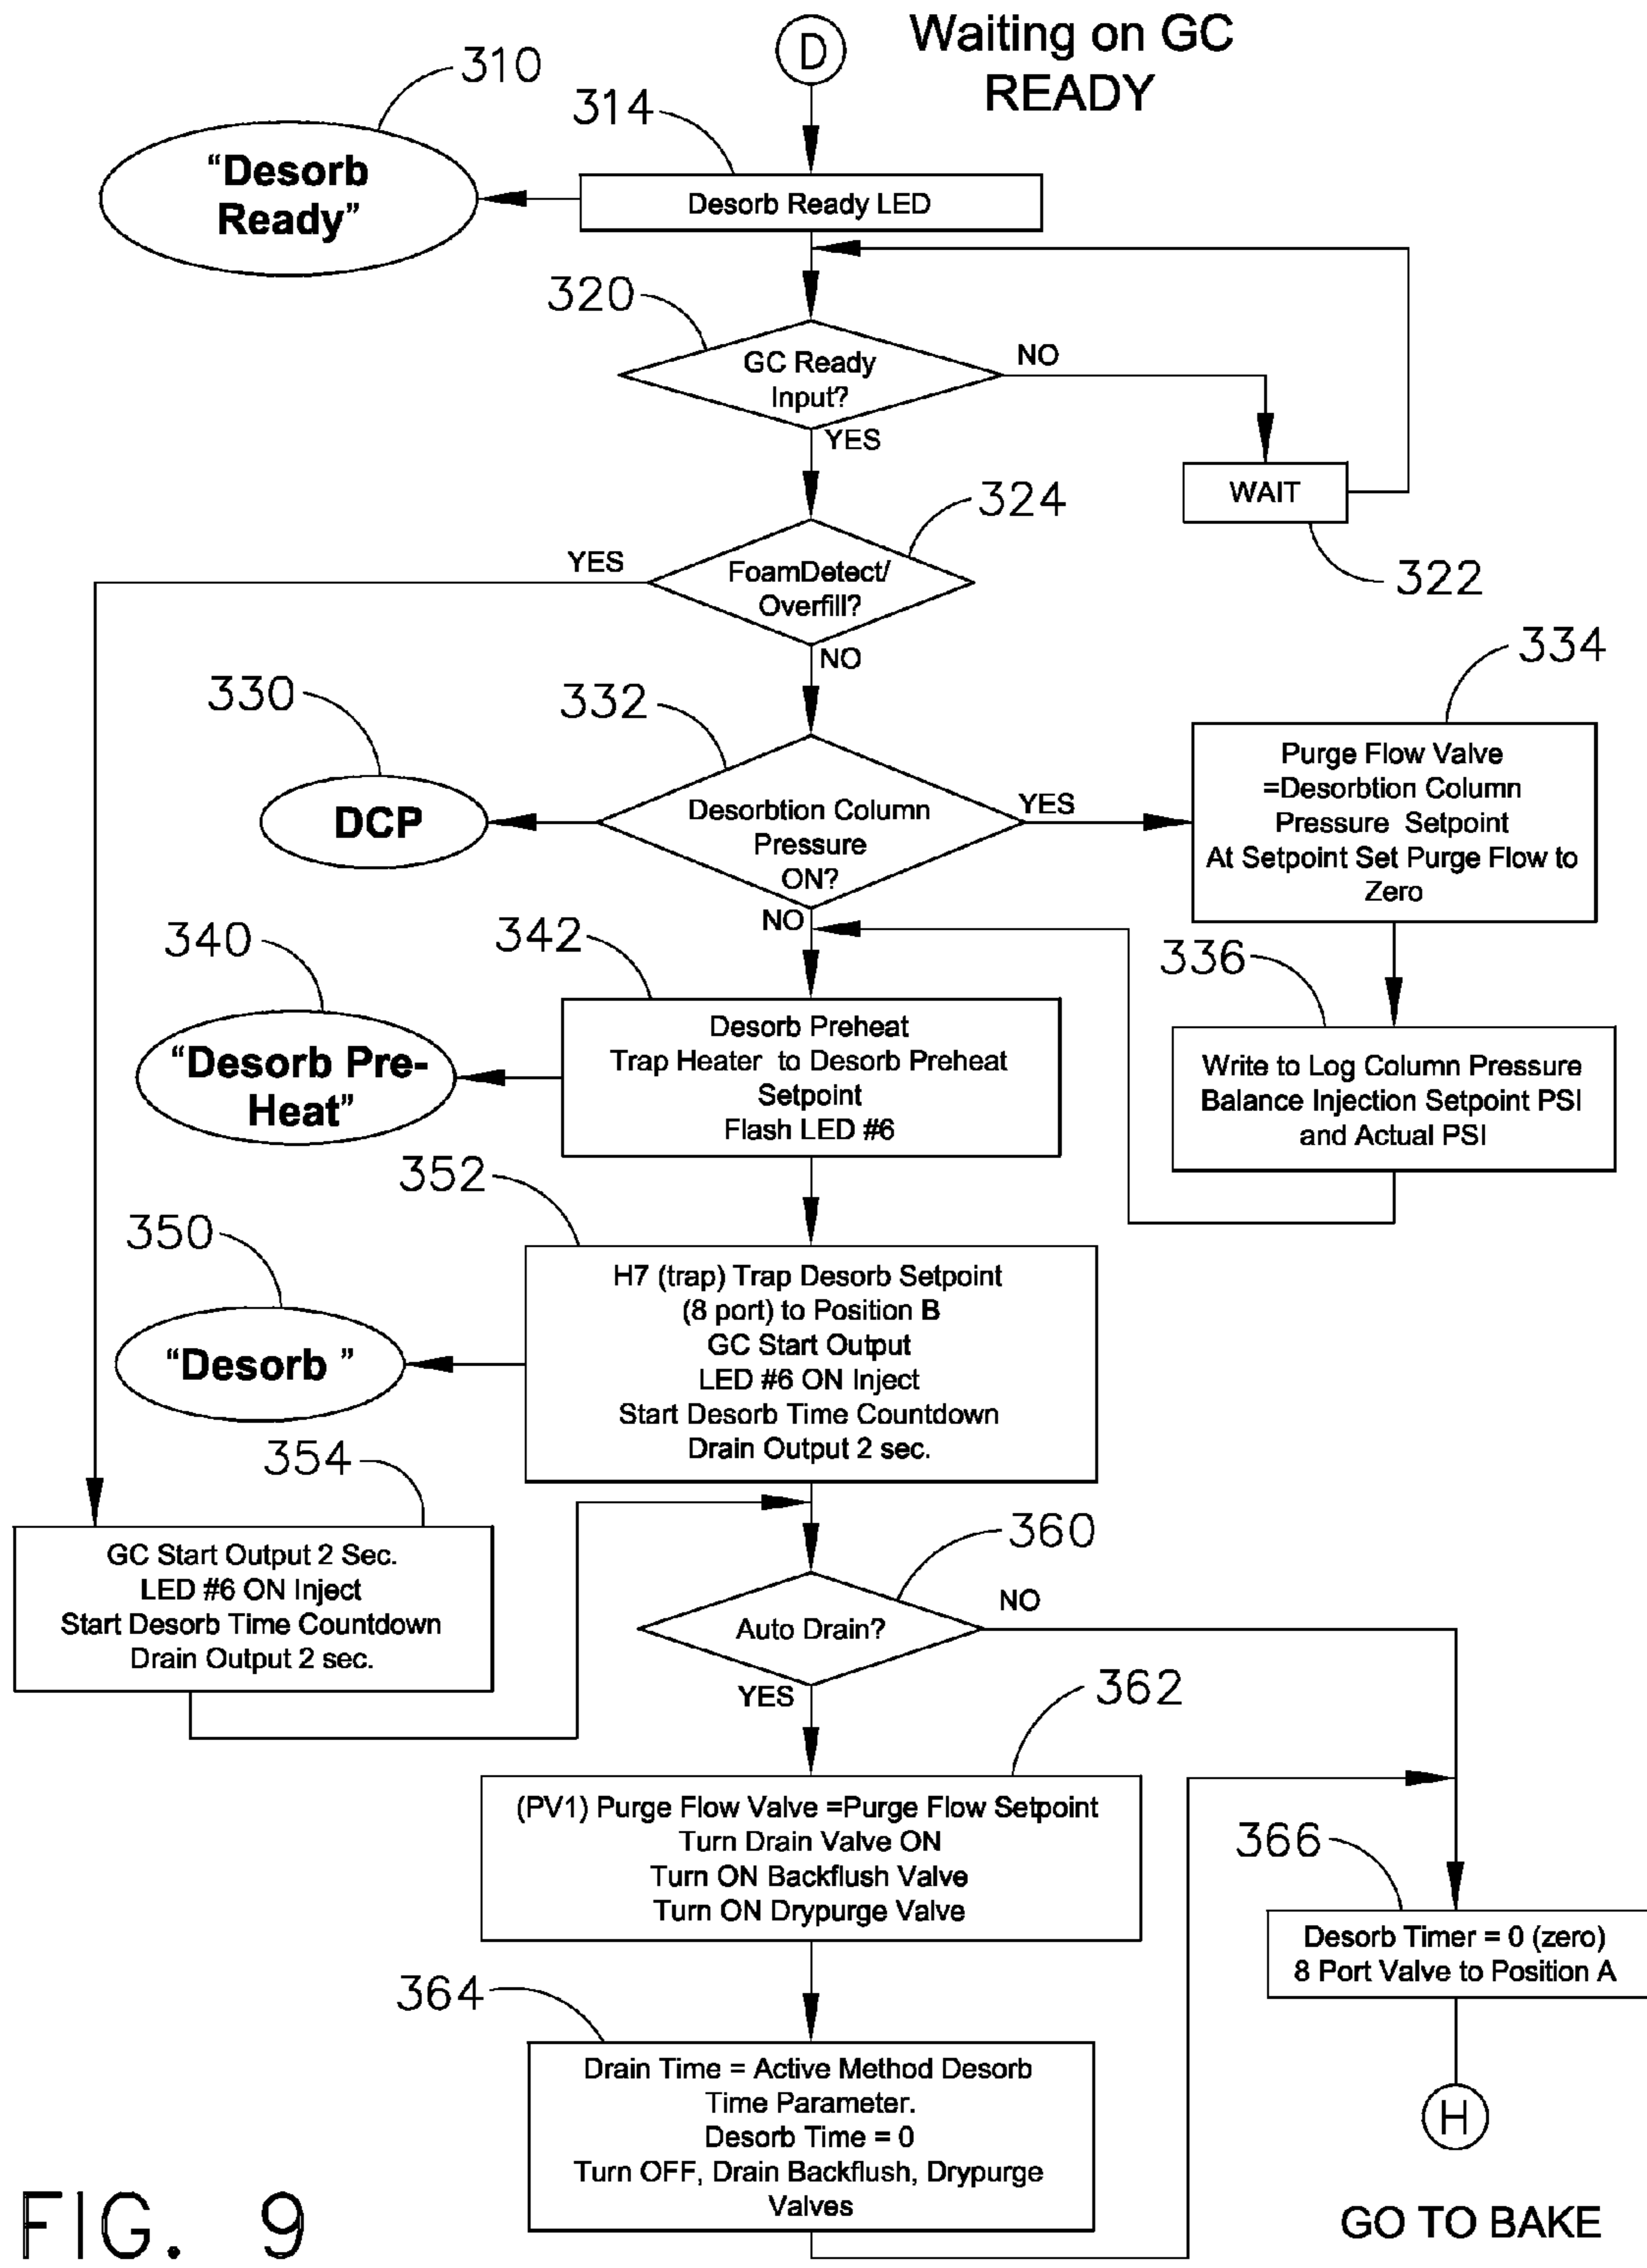 D
Waiting on GC
READY
310
314
“Desorb
Ready”
Desorb Ready LED
320
GC Ready
Input?
NO
YES
WAIT
322
324
YES
FoamDetect/
Overfill?
NO
330
332
334
DCP
Desorbtion Column
Pressure
ON?
YES
NO
Purge Flow Valve
=Desorbtion Column
Pressure Setpoint
At Setpoint Set Purge Flow to
Zero
336
Write to Log Column Pressure
Balance Injection Setpoint PSI
and Actual PSI
340
342
“Desorb Pre-
Heat”
Desorb Preheat
Trap Heater to Desorb Preheat
Setpoint
Flash LED #6
352
350
“Desorb ”
H7 (trap) Trap Desorb Setpoint
(8 port) to Position B
GC Start Output
LED #6 ON Inject
Start Desorb Time Countdown
Drain Output 2 sec.
354
GC Start Output 2 Sec.
LED #6 ON Inject
Start Desorb Time Countdown
Drain Output 2 sec.
360
Auto Drain?
NO
YES
362
(PV1) Purge Flow Valve =Purge Flow Setpoint
Turn Drain Valve ON
Turn ON Backflush Valve
Turn ON Drypurge Valve
364
Drain Time = Active Method Desorb
Time Parameter.
Desorb Time = 0
Turn OFF, Drain Backflush, Drypurge
Valves
366
Desorb Timer = 0 (zero)
8 Port Valve to Position A
H
GO TO BAKE
FIG. 9